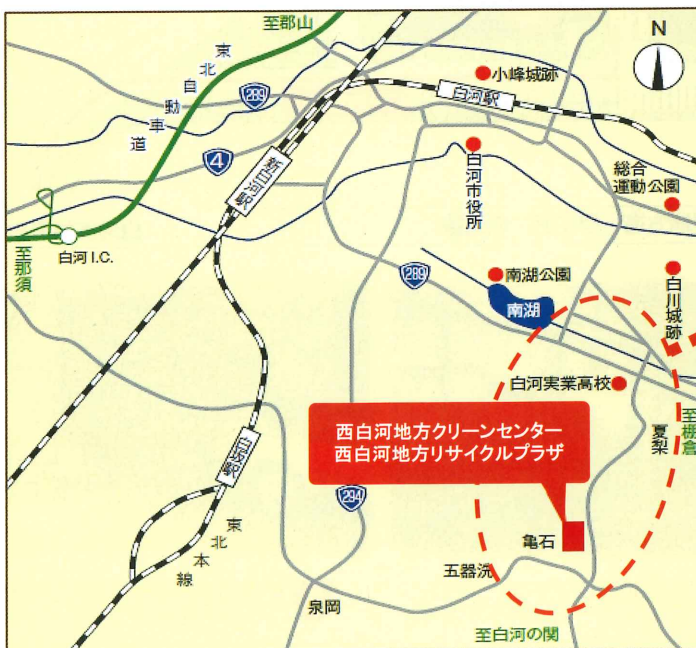 至郡山
N
東北自動車道
289
小峰城跡
白河駅
4
新白河駅
白河市役所
総合
運動公園
至那須
白河 I.C.
289
南湖公園
白川城跡
南湖
白河実業高校
至棚倉
西白河地方クリーンセンター
西白河地方リサイクルプラザ
夏梨
白坂駅
294
東北本線
亀石
五器洗
泉岡
至白河の関